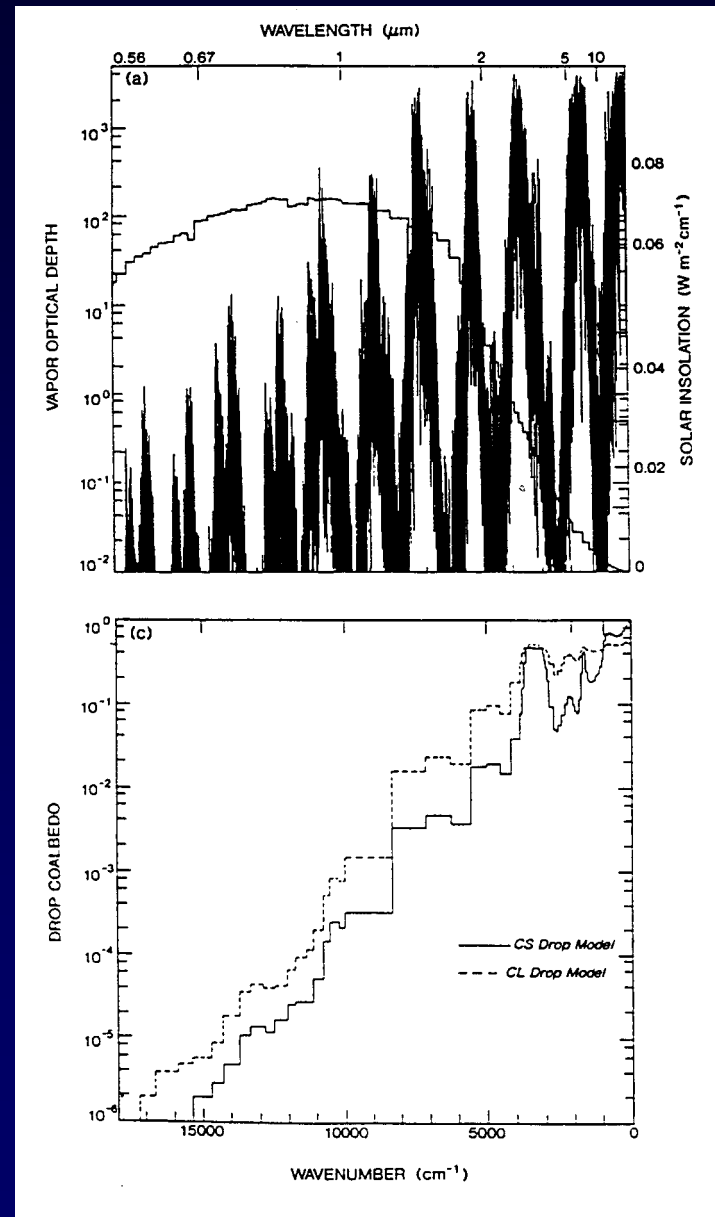 WAVELENGTH (μm)
0.56 0.67 1 2 5 10
(a)
10³
10²
10¹
10⁰
10⁻¹
10⁻²
VAPOR OPTICAL DEPTH
0.08
0.06
0.04
0.02
0
SOLAR INSOLATION (W m⁻² cm⁻¹)
(c)
10⁰
10⁻¹
10⁻²
10⁻³
10⁻⁴
10⁻⁵
10⁻⁶
DROP COALBEDO
CS Drop Model
CL Drop Model
15000 10000 5000 0
WAVENUMBER (cm⁻¹)